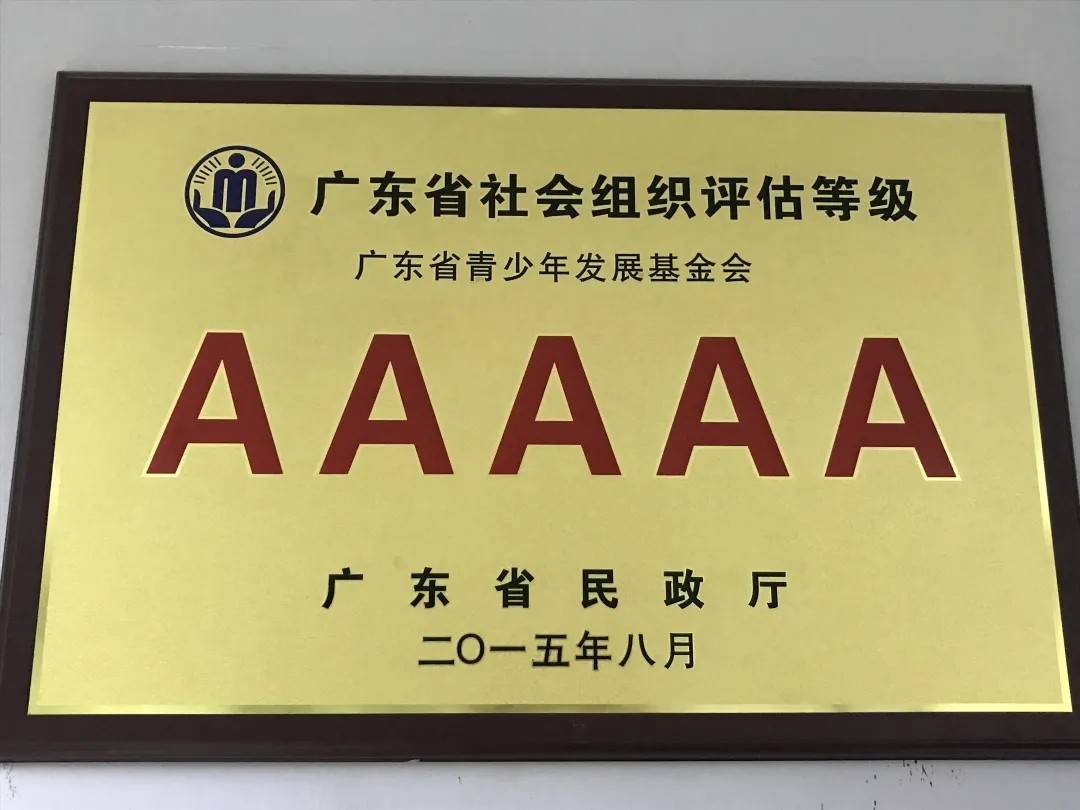 广东省社会组织评估等级
广东省青少年发展基金会
AAAAA
广东省民政厅
二〇一五年八月